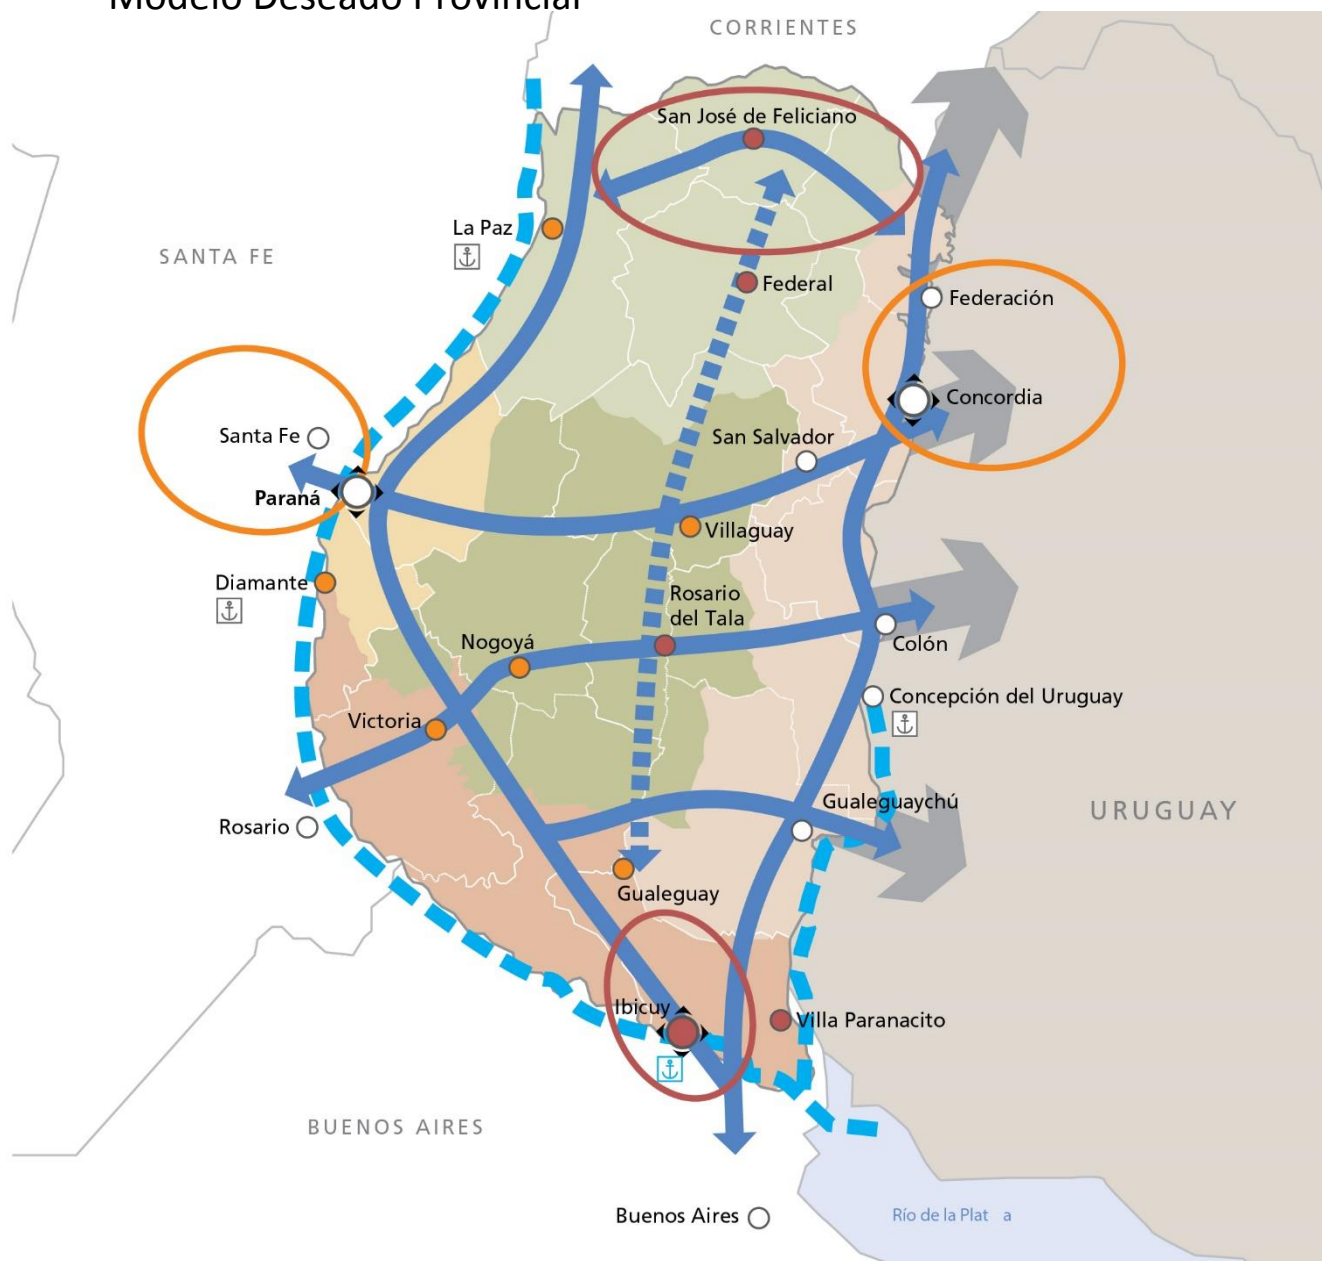 Modelo Deseado Provincial
CORRIENTES
San José de Feliciano
La Paz
SANTA FE
Federal
Federación
Concordia
Santa Fe
San Salvador
Paraná
Villaguay
Diamante
Rosario
del Tala
Nogoyá
Colón
Concepción del Uruguay
Victoria
Gualeguaychú
URUGUAY
Rosario
Gualeguay
Ibicuy
Villa Paranacito
BUENOS AIRES
Buenos Aires
Río de la Plat a